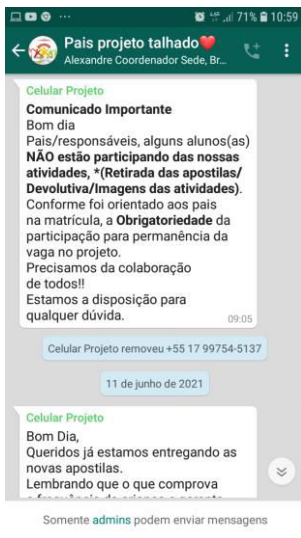 71% 10:59
Pais projeto talhado
Alexandre Coordenador Sede, Br...
Celular Projeto
Comunicado Importante
Bom dia
Pais/responsáveis, alguns alunos(as)
NÃO estão participando das nossas
atividades, *(Retirada das apostilas/
Devolutiva/Imagens das atividades).
Conforme foi orientado aos pais
na matrícula, a Obrigatoriedade da
participação para permanência da
vaga no projeto.
Precisamos da colaboração
de todos!!
Estamos a disposição para
qualquer dúvida.
09:05
Celular Projeto removeu +55 17 99754-5137
11 de junho de 2021
Celular Projeto
Bom Dia,
Queridos já estamos entregando as
novas apostilas.
Lembrando que o que comprova
Somente admins podem enviar mensagens